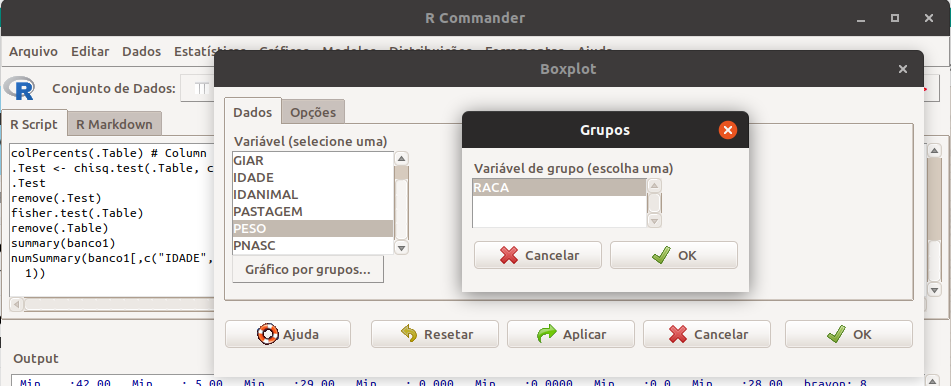 R Commander
Arquivo Editar Dados Estatísticas Gráficos Modelos Distribuições Ferramentas Ajuda
Boxplot
Conjunto de Dados:
Dados Opções
R Script R Markdown
Variável (selecione uma)
GIAR
IDADE
IDANIMAL
PASTAGEM
PESO
PNASC
Gráfico por grupos...
Grupos
Variável de grupo (escolha uma)
RACA
Cancelar OK
colPercents(.Table) # Column
.Test <- chisq.test(.Table, c
.Test
remove(.Test)
fisher.test(.Table)
remove(.Table)
summary(banco1)
numSummary(banco1[,c("IDADE",
1))
Ajuda Resetar Aplicar Cancelar OK
Output
Min. :42.00 Min. : 5.00 Min. :29.00 Min. : 0.000 Min. :0.0 Min. :28.00 bravon: 8